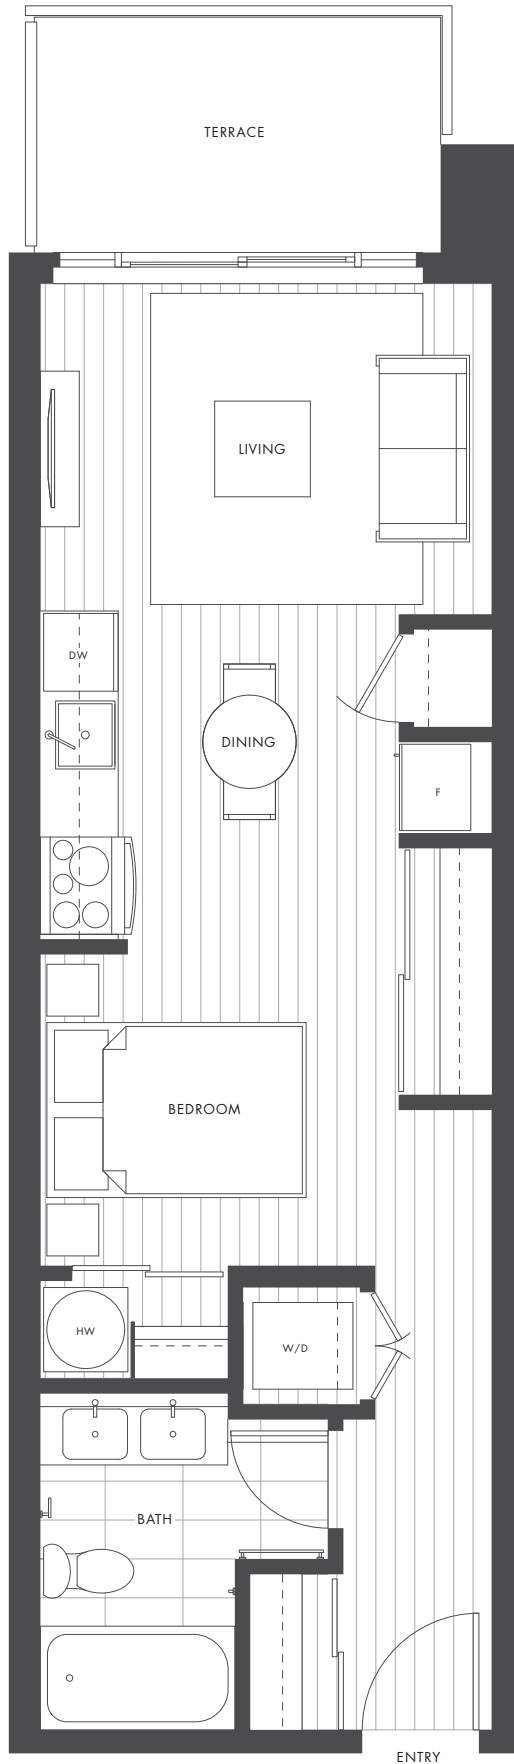 TERRACE
LIVING
DW
DINING
F
BEDROOM
HW
W/D
BATH
ENTRY